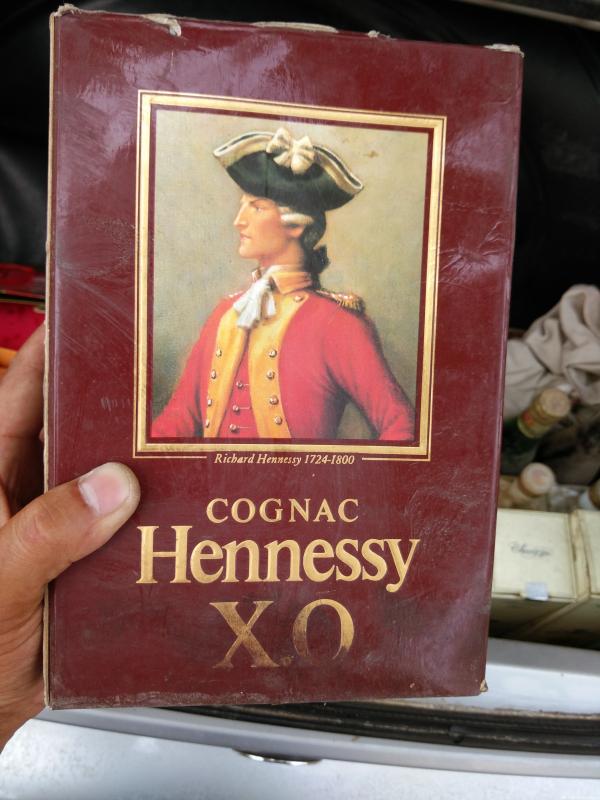 Richard Hennessy 1724-1800
COGNAC
Hennessy
X.O